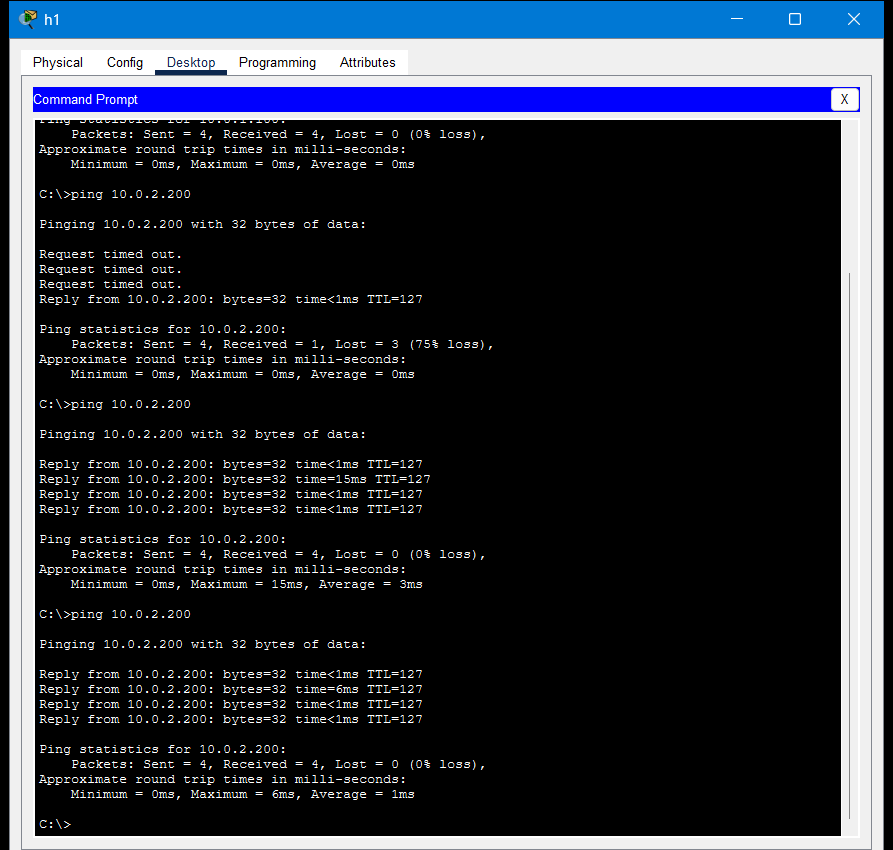 h1
Physical Config Desktop Programming Attributes
Command Prompt X
Ping statistics for 10.0.1.100:
Packets: Sent = 4, Received = 4, Lost = 0 (0% loss),
Approximate round trip times in milli-seconds:
Minimum = 0ms, Maximum = 0ms, Average = 0ms
C:\>ping 10.0.2.200
Pinging 10.0.2.200 with 32 bytes of data:
Request timed out.
Request timed out.
Request timed out.
Reply from 10.0.2.200: bytes=32 time<1ms TTL=127
Ping statistics for 10.0.2.200:
Packets: Sent = 4, Received = 1, Lost = 3 (75% loss),
Approximate round trip times in milli-seconds:
Minimum = 0ms, Maximum = 0ms, Average = 0ms
C:\>ping 10.0.2.200
Pinging 10.0.2.200 with 32 bytes of data:
Reply from 10.0.2.200: bytes=32 time<1ms TTL=127
Reply from 10.0.2.200: bytes=32 time=15ms TTL=127
Reply from 10.0.2.200: bytes=32 time<1ms TTL=127
Reply from 10.0.2.200: bytes=32 time<1ms TTL=127
Ping statistics for 10.0.2.200:
Packets: Sent = 4, Received = 4, Lost = 0 (0% loss),
Approximate round trip times in milli-seconds:
Minimum = 0ms, Maximum = 15ms, Average = 3ms
C:\>ping 10.0.2.200
Pinging 10.0.2.200 with 32 bytes of data:
Reply from 10.0.2.200: bytes=32 time<1ms TTL=127
Reply from 10.0.2.200: bytes=32 time=6ms TTL=127
Reply from 10.0.2.200: bytes=32 time<1ms TTL=127
Reply from 10.0.2.200: bytes=32 time<1ms TTL=127
Ping statistics for 10.0.2.200:
Packets: Sent = 4, Received = 4, Lost = 0 (0% loss),
Approximate round trip times in milli-seconds:
Minimum = 0ms, Maximum = 6ms, Average = 1ms
C:\>